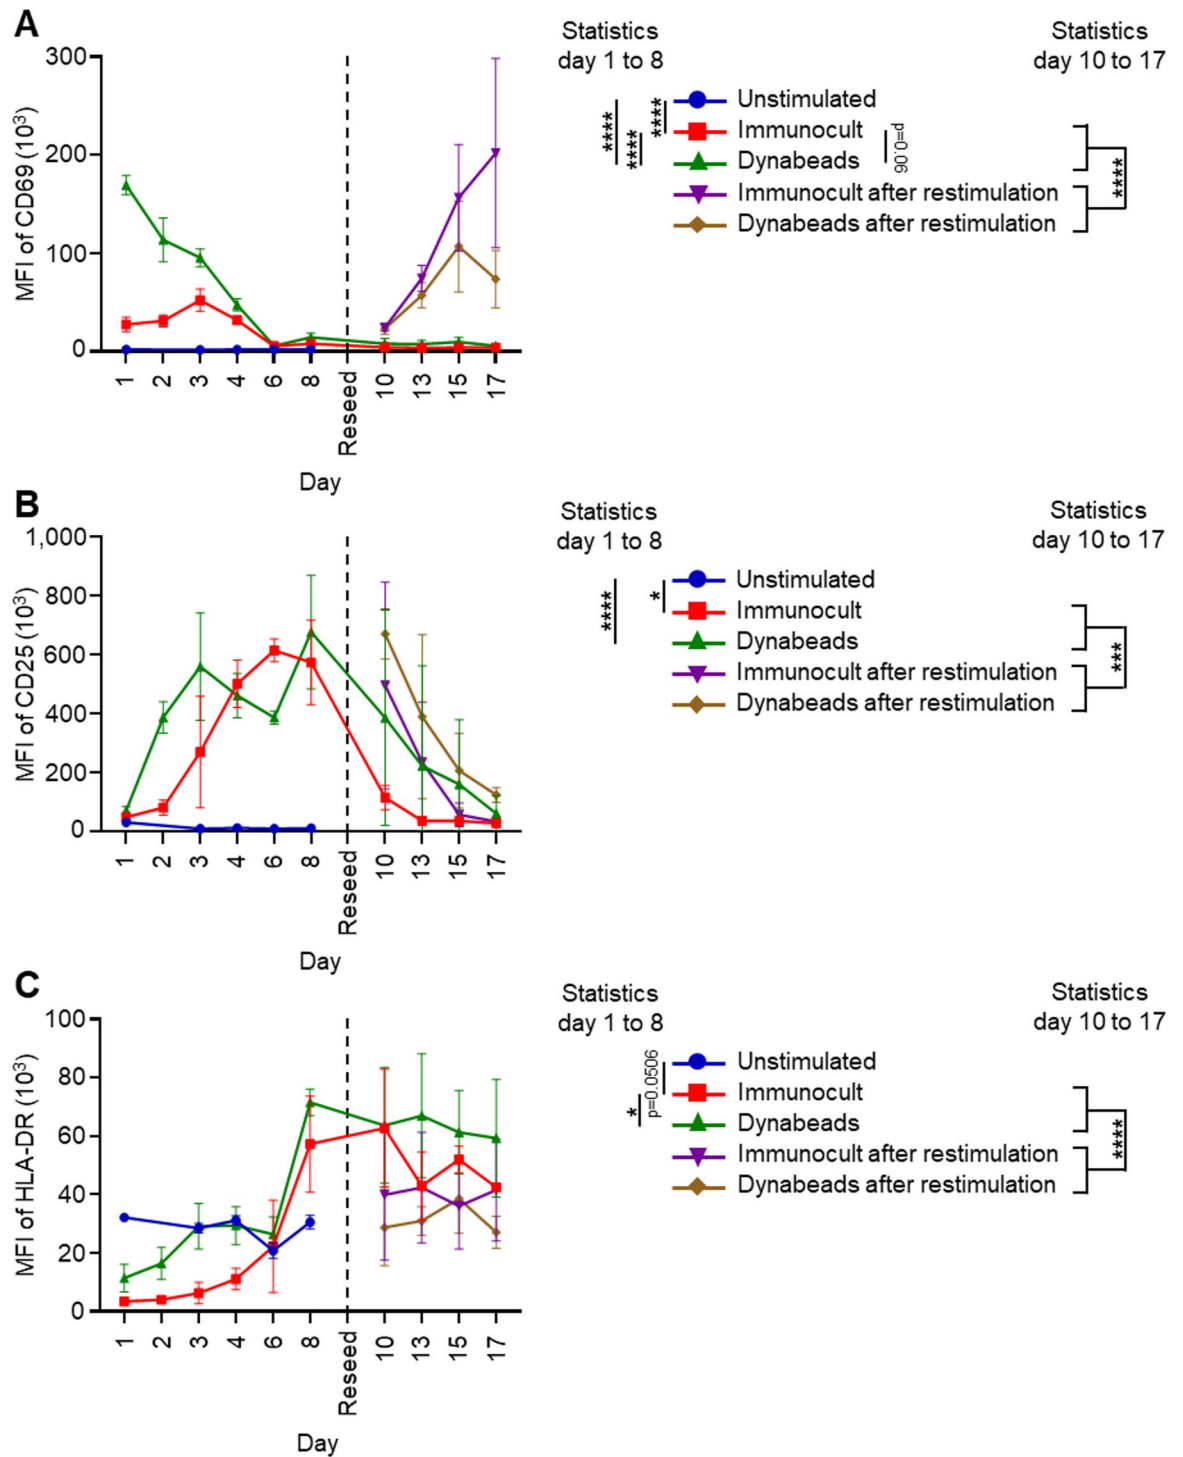 A
MFI of CD69 (10³)
300
200
100
0
1
2
3
4
6
8
Reseed
10
13
15
17
Day
Statistics
day 1 to 8
Statistics
day 10 to 17
****
****
****
Unstimulated
Immunocult
Dynabeads
Immunocult after restimulation
Dynabeads after restimulation
p=0.06
****
B
MFI of CD25 (10³)
1,000
800
600
400
200
0
1
2
3
4
6
8
Reseed
10
13
15
17
Day
Statistics
day 1 to 8
Statistics
day 10 to 17
****
*
Unstimulated
Immunocult
Dynabeads
Immunocult after restimulation
Dynabeads after restimulation
***
C
MFI of HLA-DR (10³)
100
80
60
40
20
0
1
2
3
4
6
8
Reseed
10
13
15
17
Day
Statistics
day 1 to 8
Statistics
day 10 to 17
*
p=0.0506
Unstimulated
Immunocult
Dynabeads
Immunocult after restimulation
Dynabeads after restimulation
****